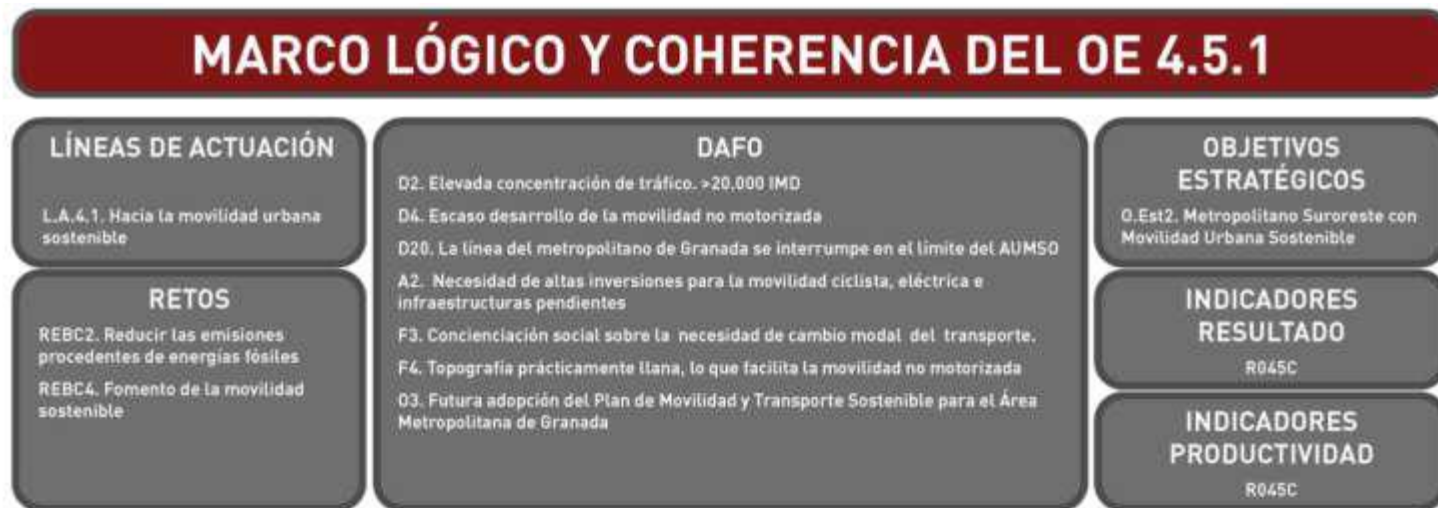 MARCO LÓGICO Y COHERENCIA DEL OE 4.5.1
LÍNEAS DE ACTUACIÓN
L.A.4.1. Hacia la movilidad urbana
sostenible
RETOS
REBC2. Reducir las emisiones
procedentes de energías fósiles
REBC4. Fomento de la movilidad
sostenible
DAFO
D2. Elevada concentración de tráfico. >20.000 IMD
D4. Escaso desarrollo de la movilidad no motorizada
D20. La línea del metropolitano de Granada se interrumpe en el límite del AUMSO
A2. Necesidad de altas inversiones para la movilidad ciclista, eléctrica e
infraestructuras pendientes
F3. Concienciación social sobre la necesidad de cambio modal del transporte.
F4. Topografía prácticamente llana, lo que facilita la movilidad no motorizada
O3. Futura adopción del Plan de Movilidad y Transporte Sostenible para el Área
Metropolitana de Granada
OBJETIVOS
ESTRATÉGICOS
O.Est2. Metropolitano Suroreste con
Movilidad Urbana Sostenible
INDICADORES
RESULTADO
R045C
INDICADORES
PRODUCTIVIDAD
R045C